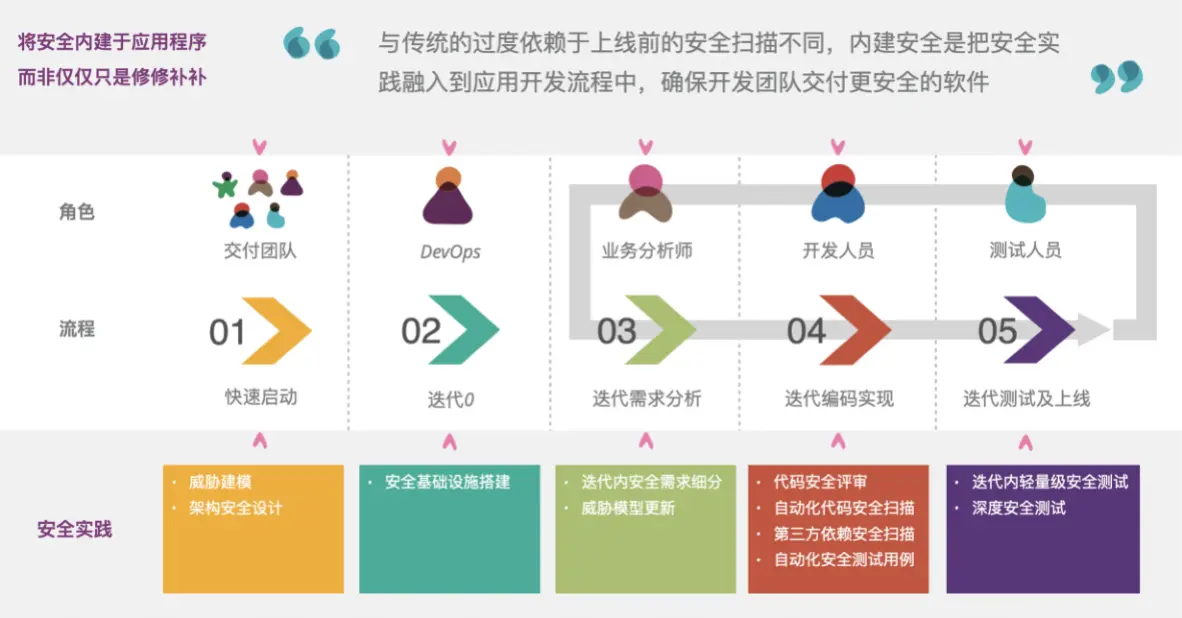 将安全内建于应用程序
而非仅仅只是修修补补
与传统的过度依赖于上线前的安全扫描不同，内建安全是把安全实
践融入到应用开发流程中，确保开发团队交付更安全的软件
角色
交付团队
DevOps
业务分析师
开发人员
测试人员
流程
01
02
03
04
05
快速启动
迭代0
迭代需求分析
迭代编码实现
迭代测试及上线
安全实践
· 威胁建模
· 架构安全设计
· 安全基础设施搭建
· 迭代内安全需求细分
· 威胁模型更新
· 代码安全评审
· 自动化代码安全扫描
· 第三方依赖安全扫描
· 自动化安全测试用例
· 迭代内轻量级安全测试
· 深度安全测试